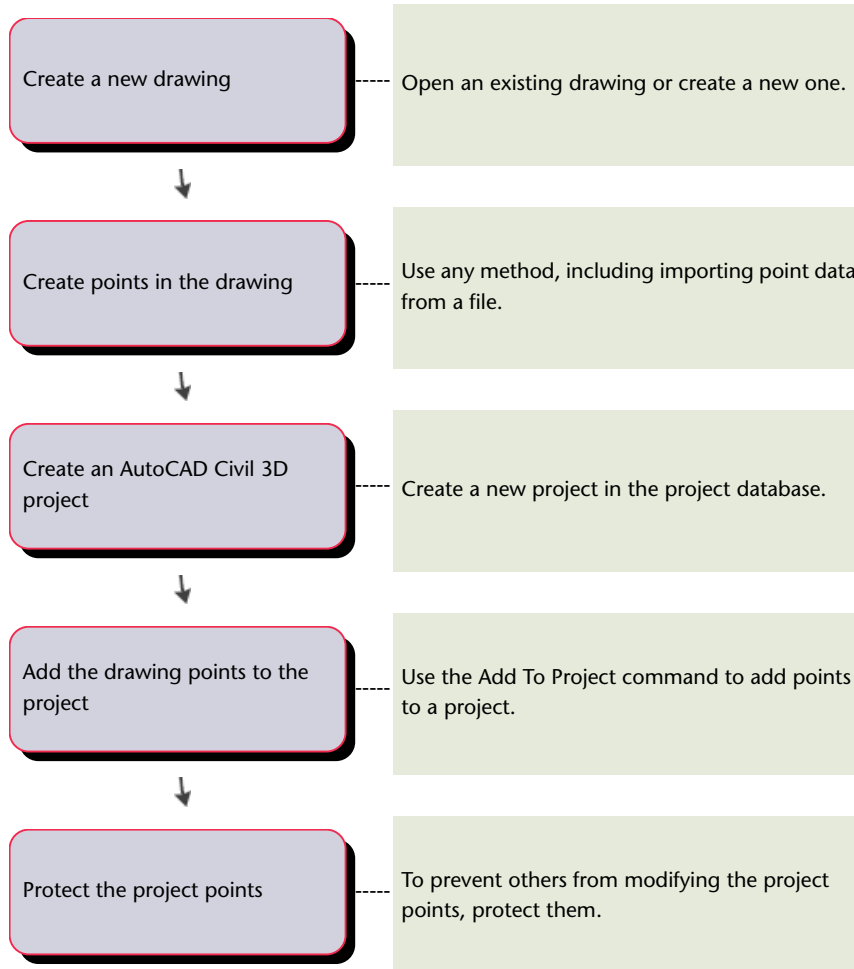 Create a new drawing
Open an existing drawing or create a new one.
Create points in the drawing
Use any method, including importing point data
from a file.
Create an AutoCAD Civil 3D
project
Create a new project in the project database.
Add the drawing points to the
project
Use the Add To Project command to add points
to a project.
Protect the project points
To prevent others from modifying the project
points, protect them.